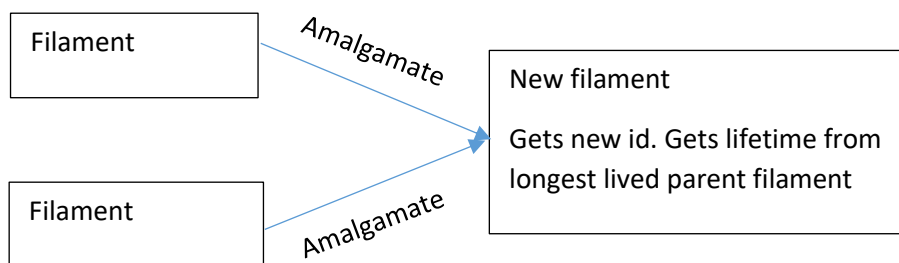 Filament
Amalgamate
New filament
Gets new id. Gets lifetime from
longest lived parent filament
Filament
Amalgamate